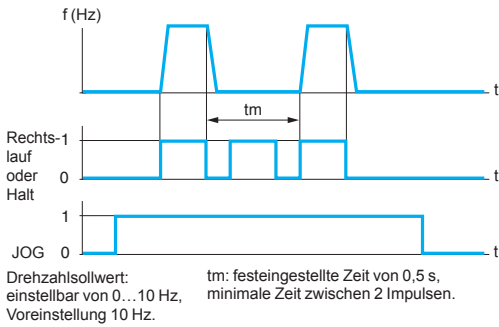 f (Hz)
t
tm
Rechts-
lauf
oder
Halt
1
0
t
1
JOG 0
t
Drehzahlsollwert:
einstellbar von 0…10 Hz,
Voreinstellung 10 Hz.
tm: festeingestellte Zeit von 0,5 s,
minimale Zeit zwischen 2 Impulsen.